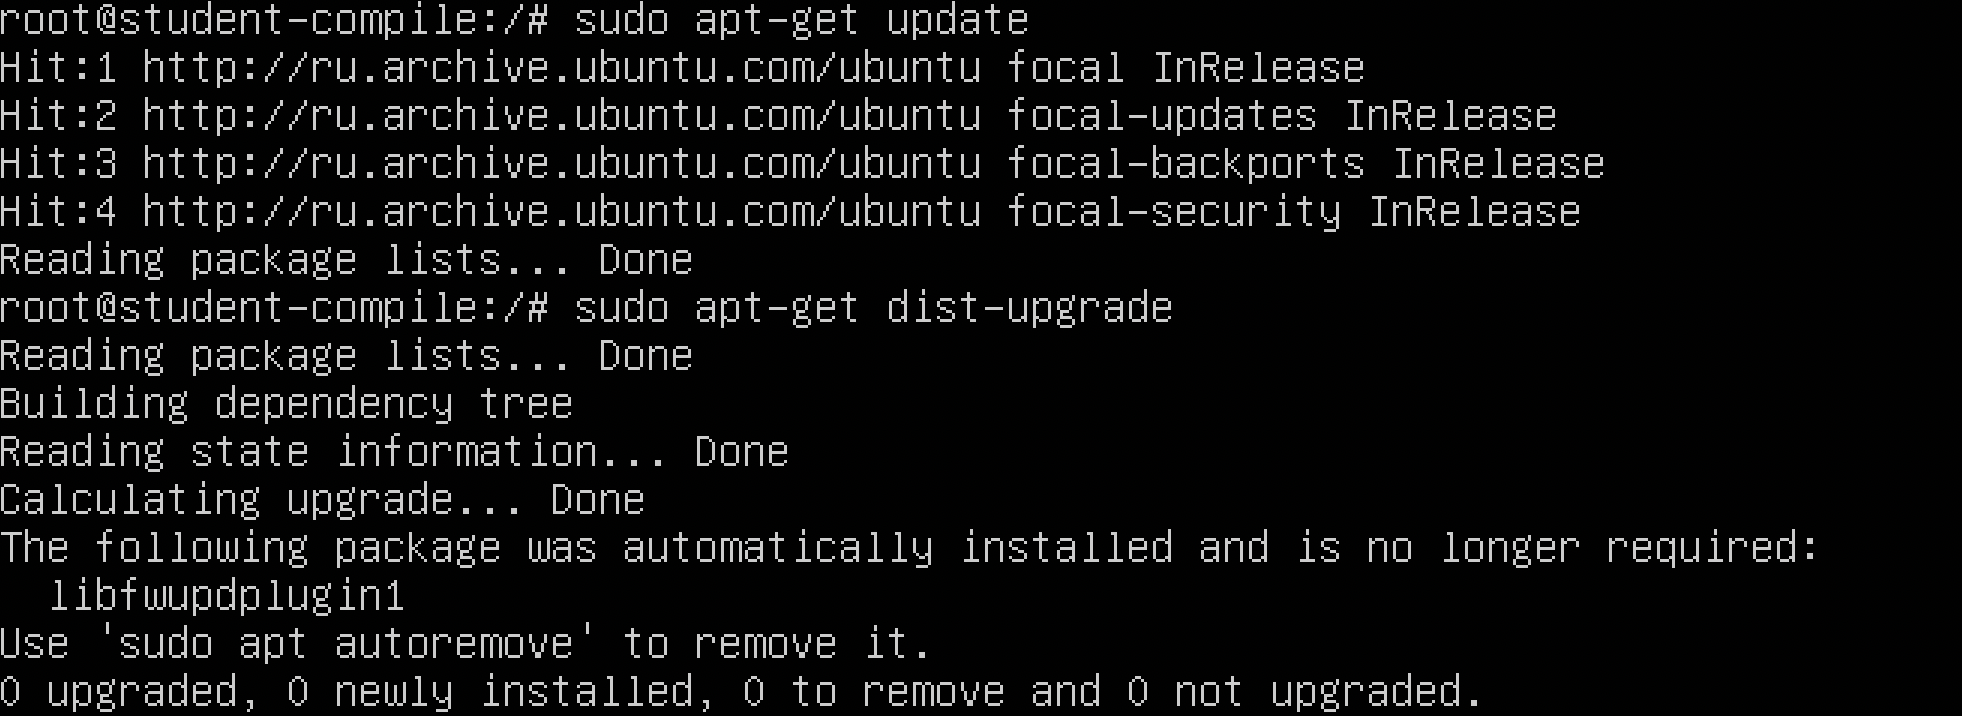 root@student-compile:/# sudo apt-get update
Hit:1 http://ru.archive.ubuntu.com/ubuntu focal InRelease
Hit:2 http://ru.archive.ubuntu.com/ubuntu focal-updates InRelease
Hit:3 http://ru.archive.ubuntu.com/ubuntu focal-backports InRelease
Hit:4 http://ru.archive.ubuntu.com/ubuntu focal-security InRelease
Reading package lists... Done
root@student-compile:/# sudo apt-get dist-upgrade
Reading package lists... Done
Building dependency tree
Reading state information... Done
Calculating upgrade... Done
The following package was automatically installed and is no longer required:
  libfwupdplugin1
Use 'sudo apt autoremove' to remove it.
0 upgraded, 0 newly installed, 0 to remove and 0 not upgraded.